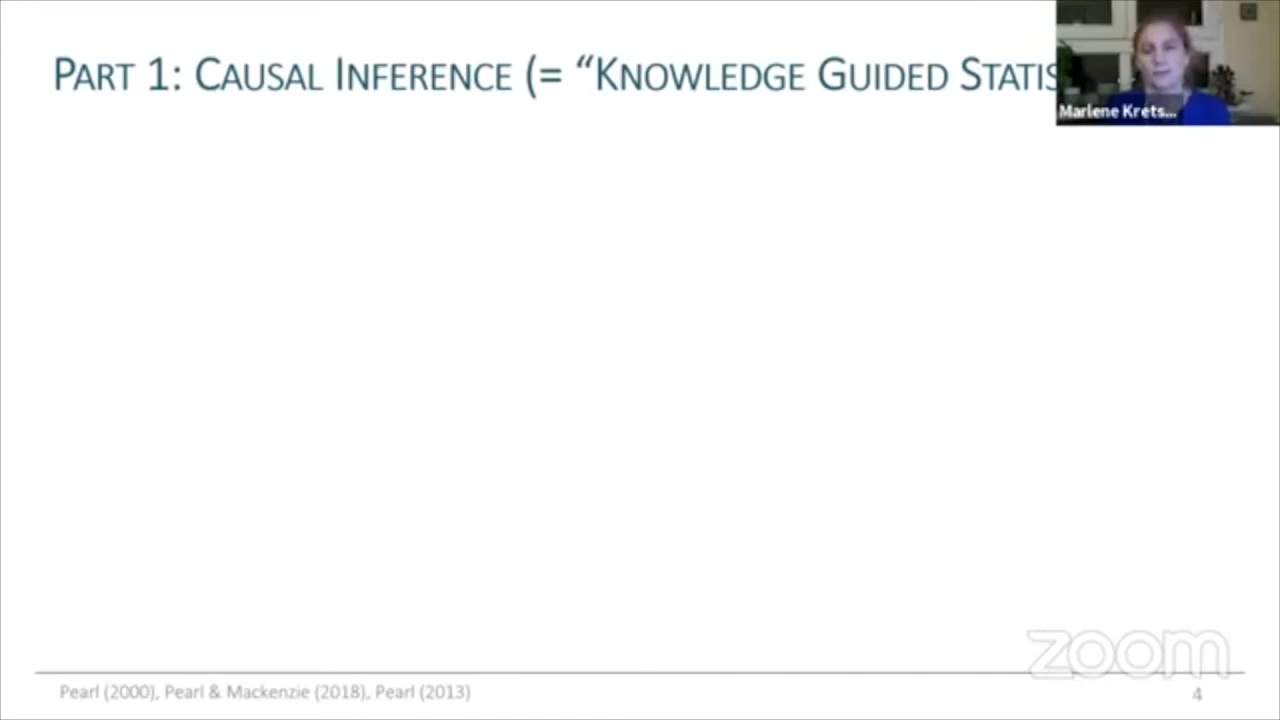 PART 1: CAUSAL INFERENCE (= “KNOWLEDGE GUIDED STATIS
Marlene Krets...
zoom
Pearl (2000), Pearl & Mackenzie (2018), Pearl (2013)
4